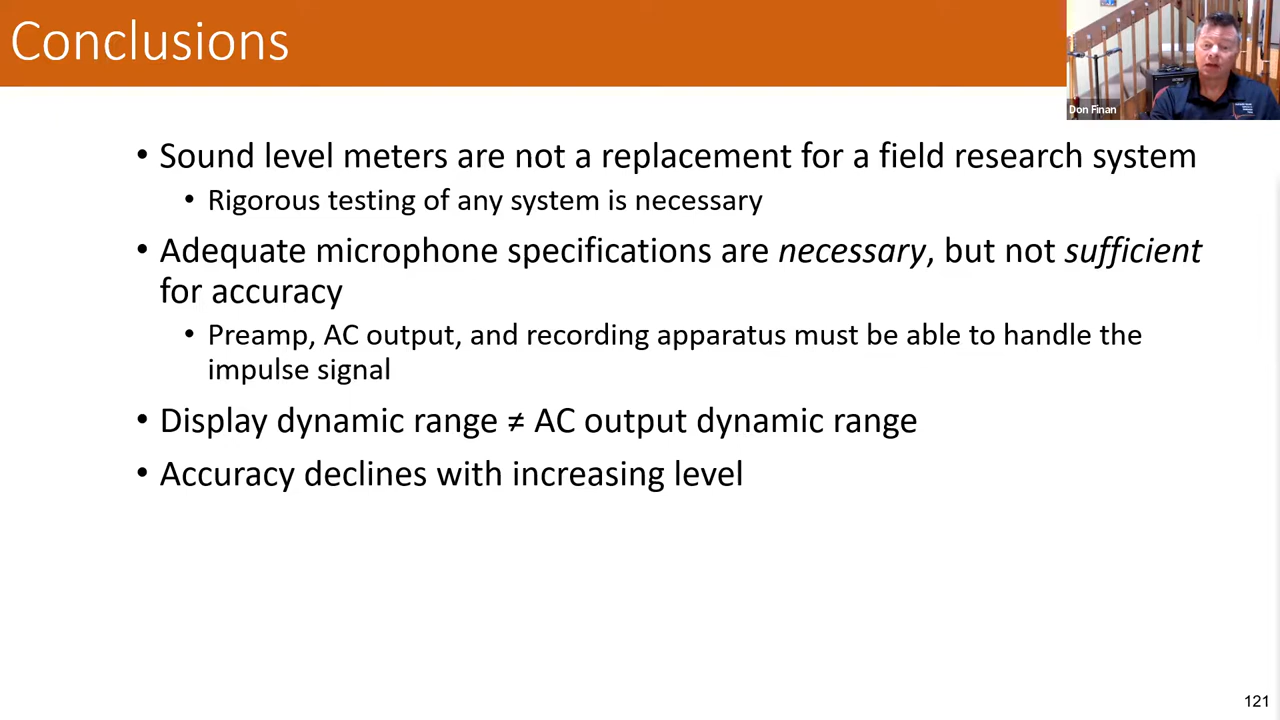 Conclusions
Don Finan
• Sound level meters are not a replacement for a field research system
• Rigorous testing of any system is necessary
• Adequate microphone specifications are necessary, but not sufficient
for accuracy
• Preamp, AC output, and recording apparatus must be able to handle the
impulse signal
• Display dynamic range ≠ AC output dynamic range
• Accuracy declines with increasing level
121